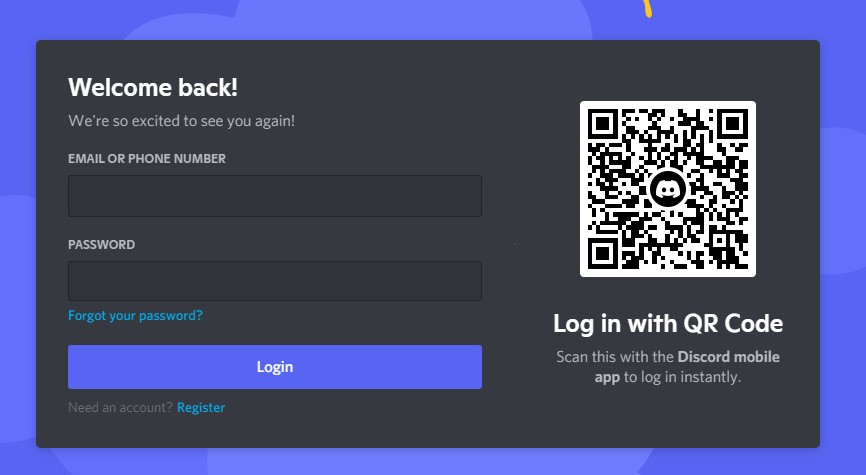 Welcome back!
We're so excited to see you again!
EMAIL OR PHONE NUMBER
PASSWORD
Forgot your password?
Login
Need an account? Register
Log in with QR Code
Scan this with the Discord mobile
app to log in instantly.